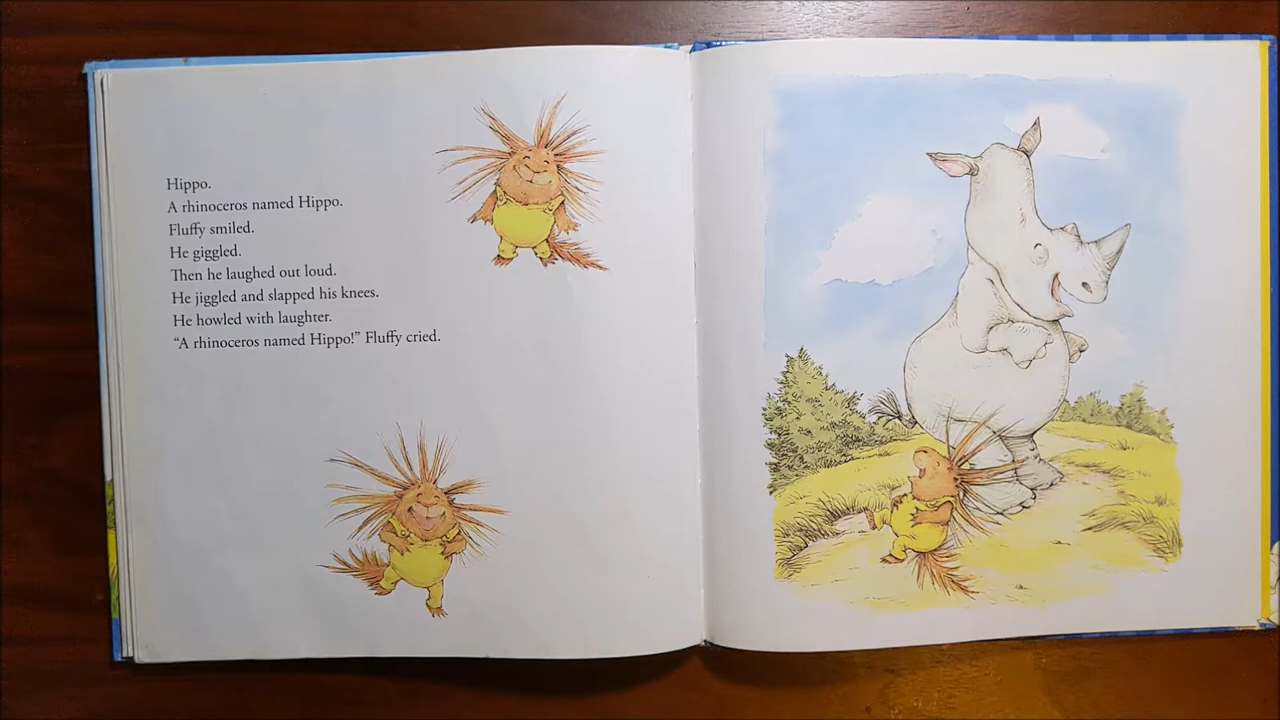 Hippo.
A rhinoceros named Hippo.
Fluffy smiled.
He giggled.
Then he laughed out loud.
He jiggled and slapped his knees.
He howled with laughter.
“A rhinoceros named Hippo!” Fluffy cried.